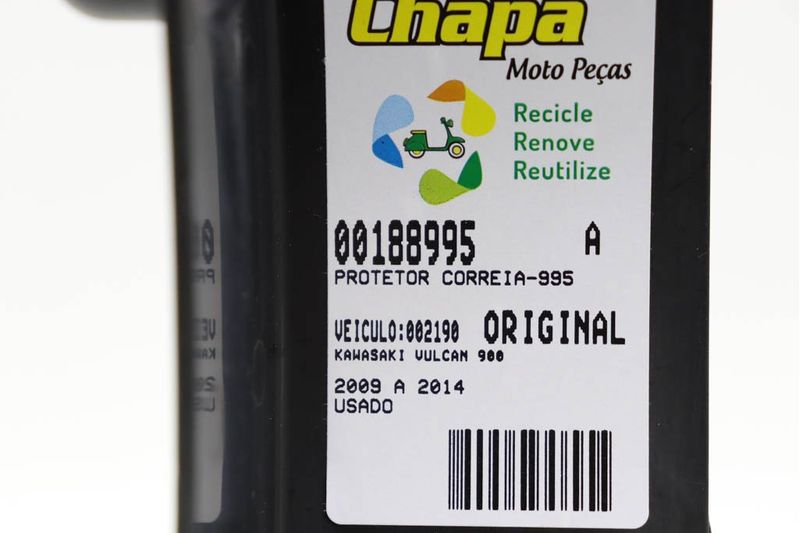 Chapa
Moto Peças
Recicle
Renove
Reutilize
00188995 A
PROTETOR CORREIA-995
VEICULO:002190 ORIGINAL
KAWASAKI VULCAN 900
2009 A 2014
USADO